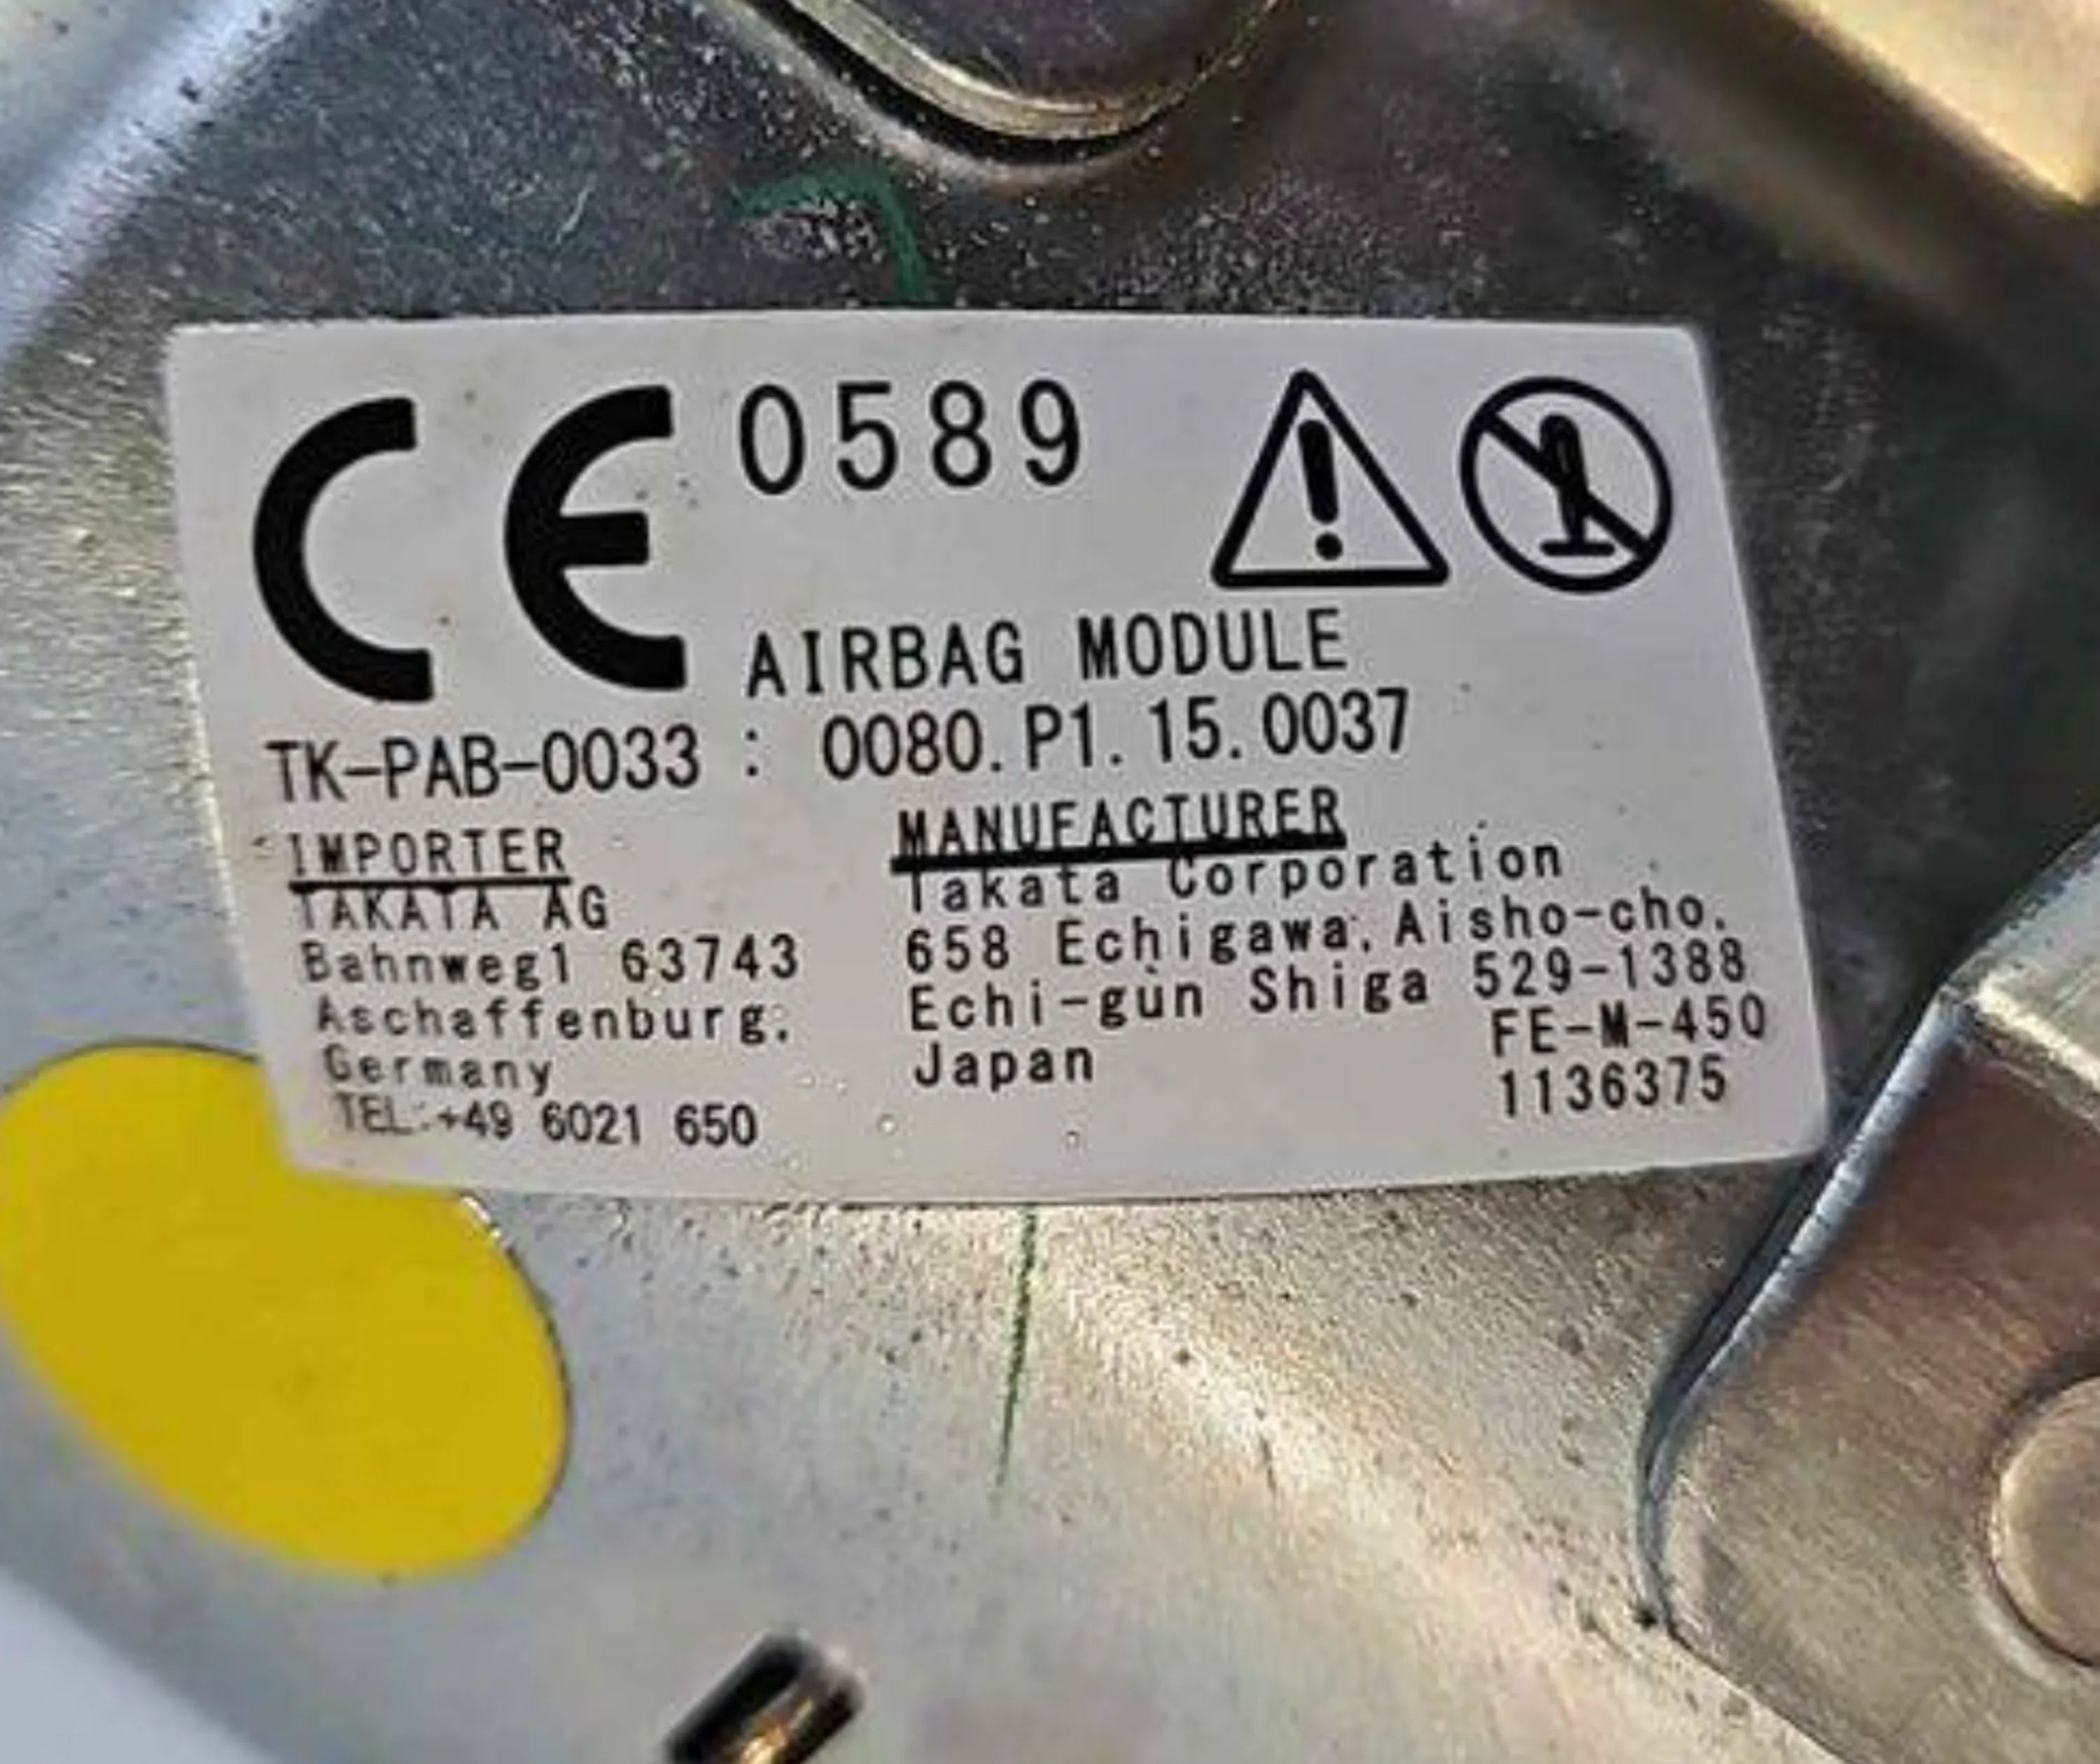 CE 0589
AIRBAG MODULE
TK-PAB-0033 : 0080.P1.15.0037
IMPORTER
TAKATA AG
Bahnweg1 63743
Aschaffenburg.
Germany
TEL:+49 6021 650
MANUFACTURER
Takata Corporation
658 Echigawa, Aisho-cho.
Echi-gun Shiga 529-1388
Japan
FE-M-450
1136375